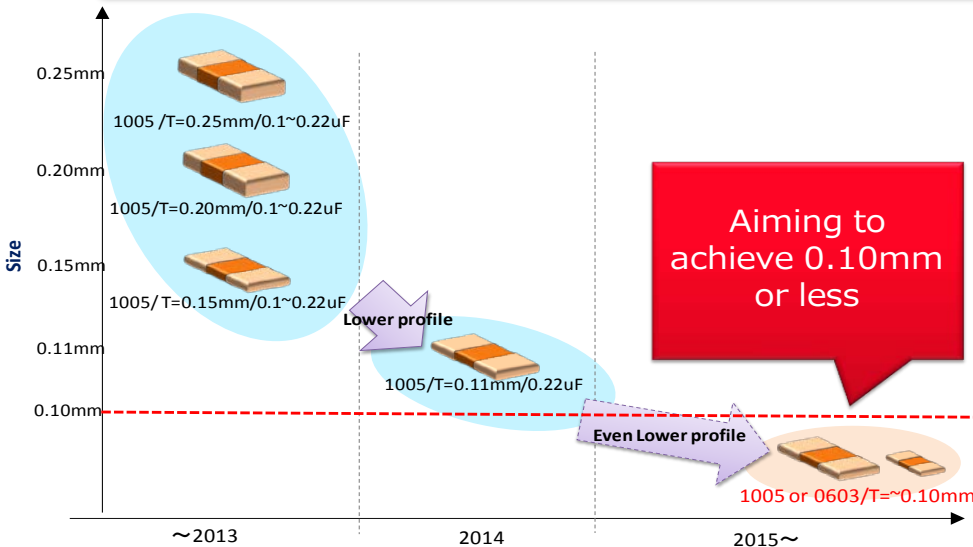 Size
0.25mm
0.20mm
0.15mm
0.11mm
0.10mm
1005 /T=0.25mm/0.1~0.22uF
1005/T=0.20mm/0.1~0.22uF
1005/ T=0.15mm/0.1~0.22uF
Lower profile
1005/T=0.11mm/0.22uF
Even Lower profile
Aiming to
achieve 0.10mm
or less
1005 or 0603/T=~0.10mm
～2013
2014
2015～